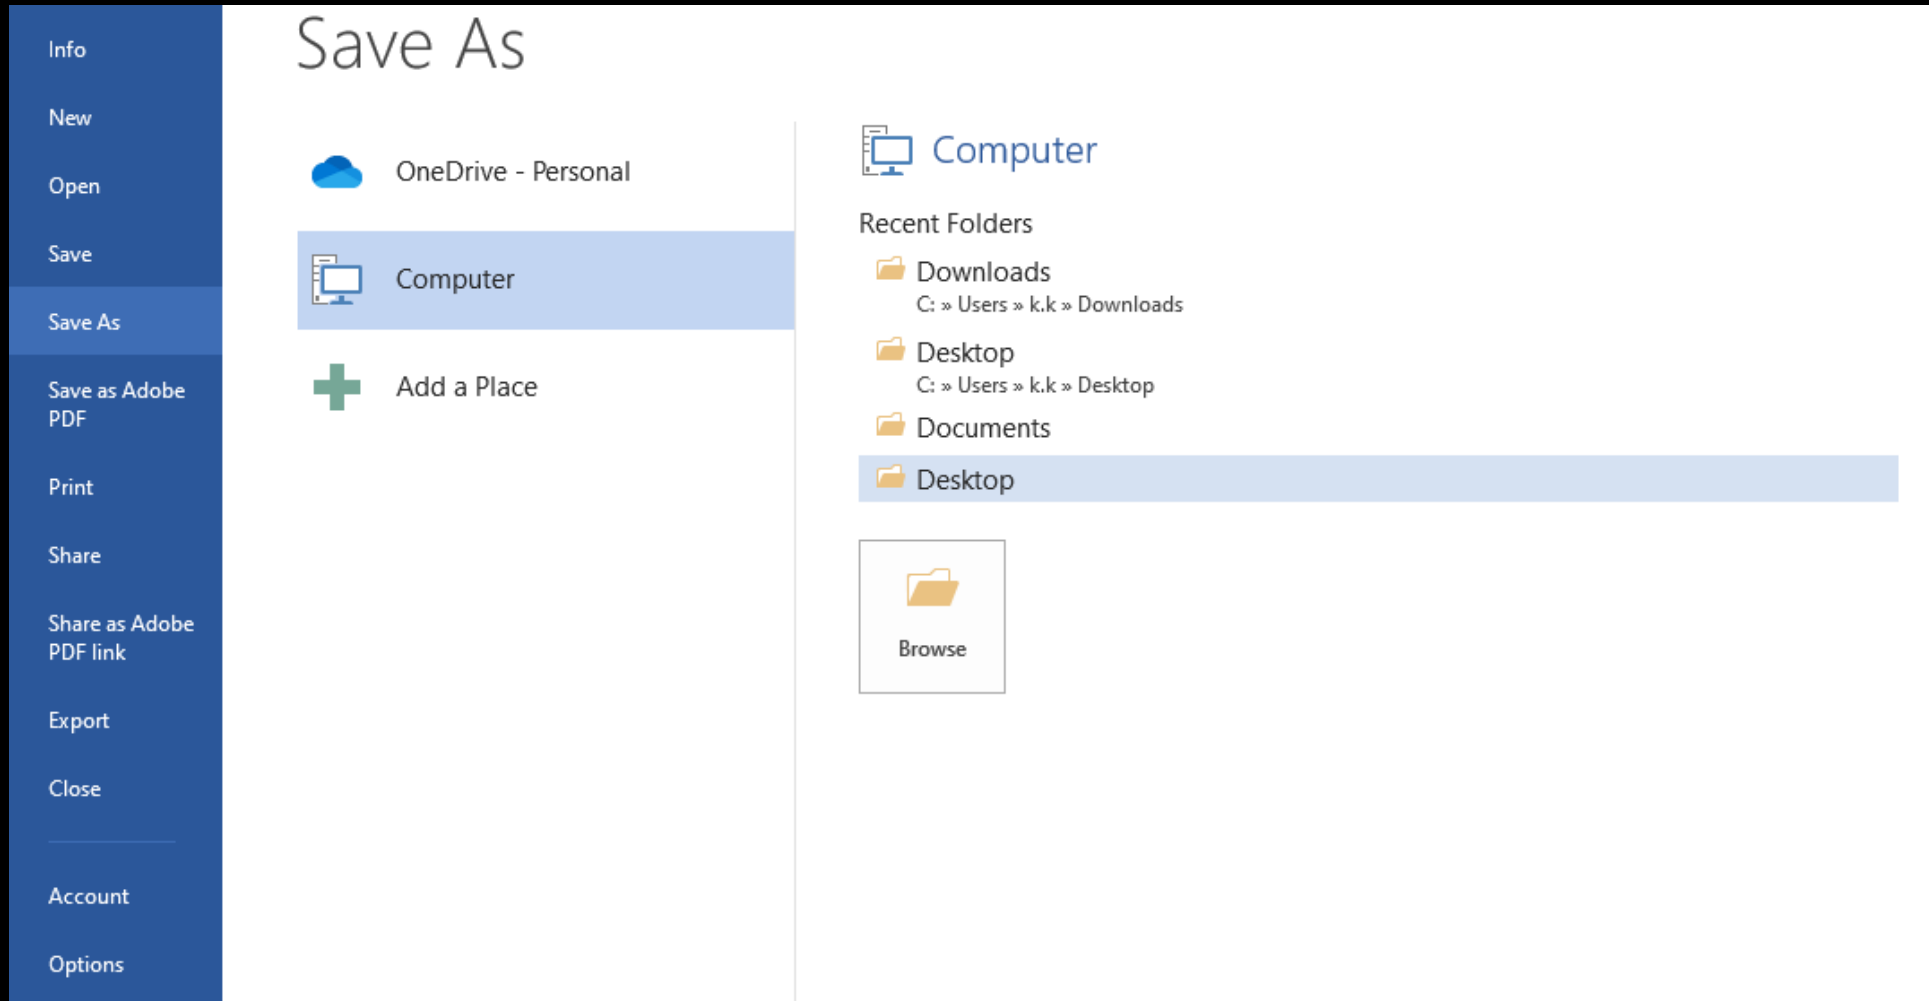 Info
New
Open
Save
Save As
Save as Adobe
PDF
Print
Share
Share as Adobe
PDF link
Export
Close
Account
Options
Save As
OneDrive - Personal
Computer
Add a Place
Computer
Recent Folders
Downloads
C: » Users » k.k » Downloads
Desktop
C: » Users » k.k » Desktop
Documents
Desktop
Browse